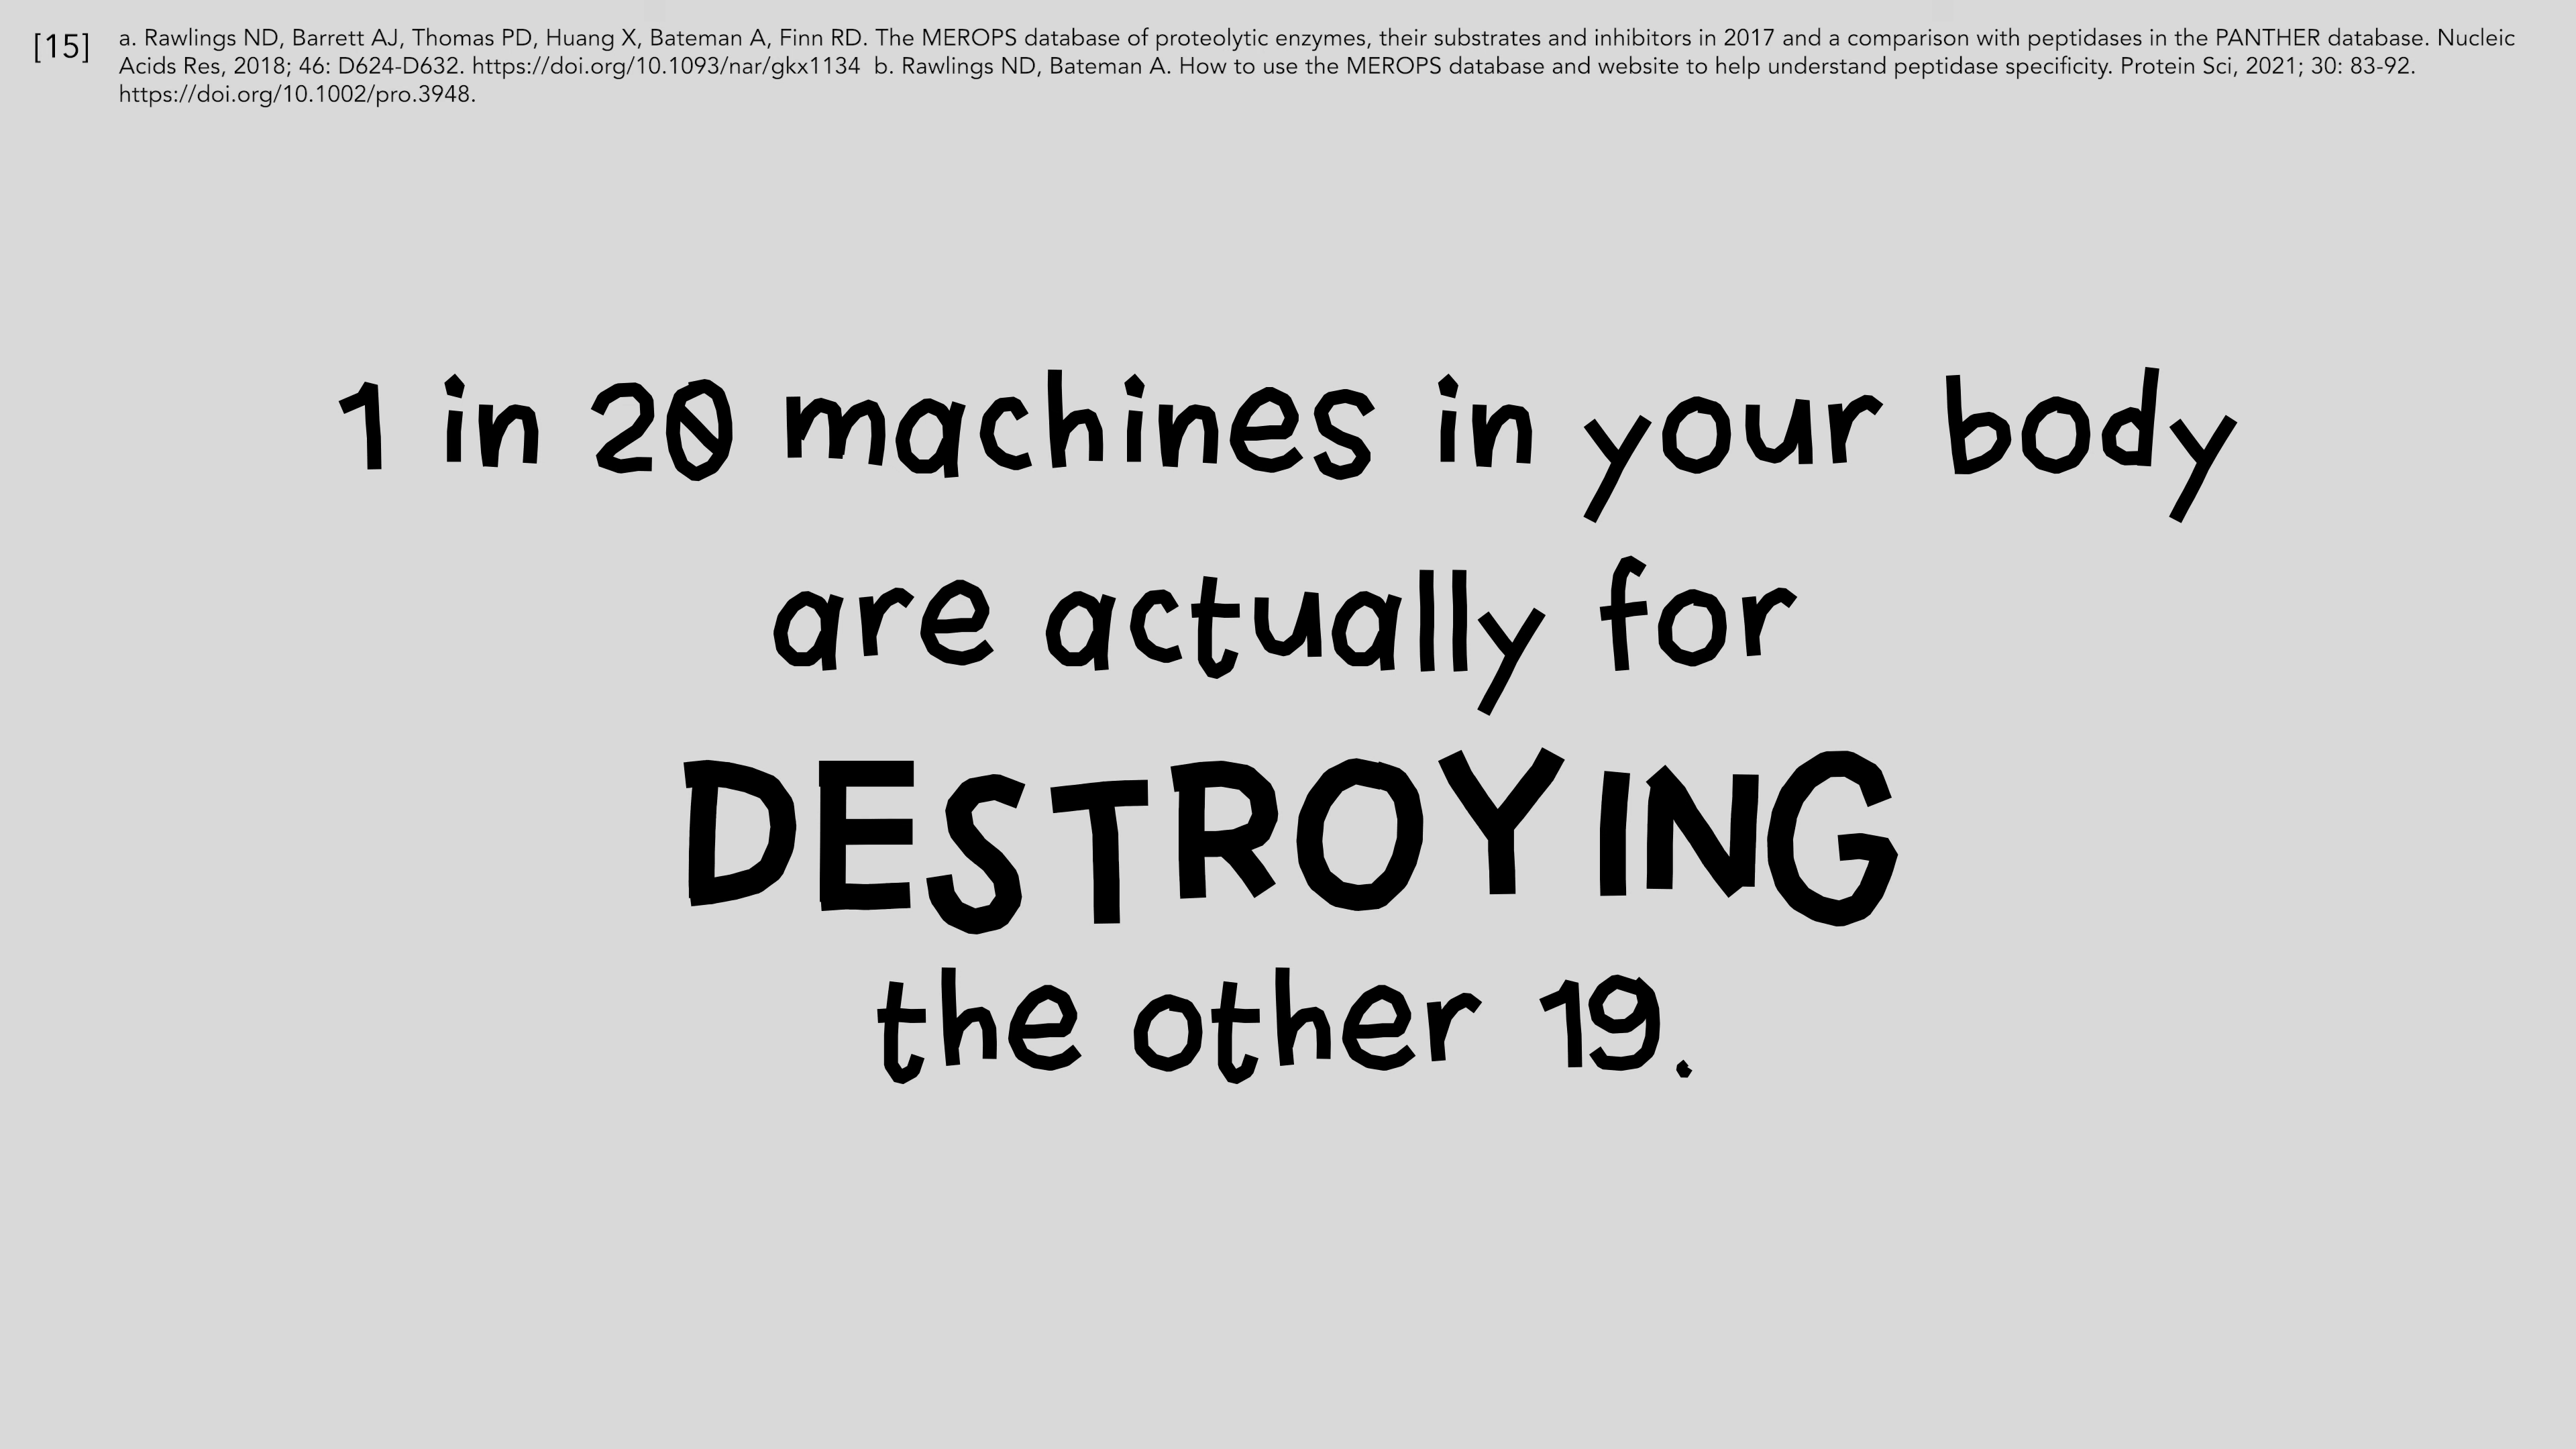 [15] a. Rawlings ND, Barrett AJ, Thomas PD, Huang X, Bateman A, Finn RD. The MEROPS database of proteolytic enzymes, their substrates and inhibitors in 2017 and a comparison with peptidases in the PANTHER database. Nucleic
Acids Res, 2018; 46: D624-D632. https://doi.org/10.1093/nar/gkx1134 b. Rawlings ND, Bateman A. How to use the MEROPS database and website to help understand peptidase specificity. Protein Sci, 2021; 30: 83-92.
https://doi.org/10.1002/pro.3948.
1 in 20 machines in your body
are actually for
DESTROYING
the other 19.